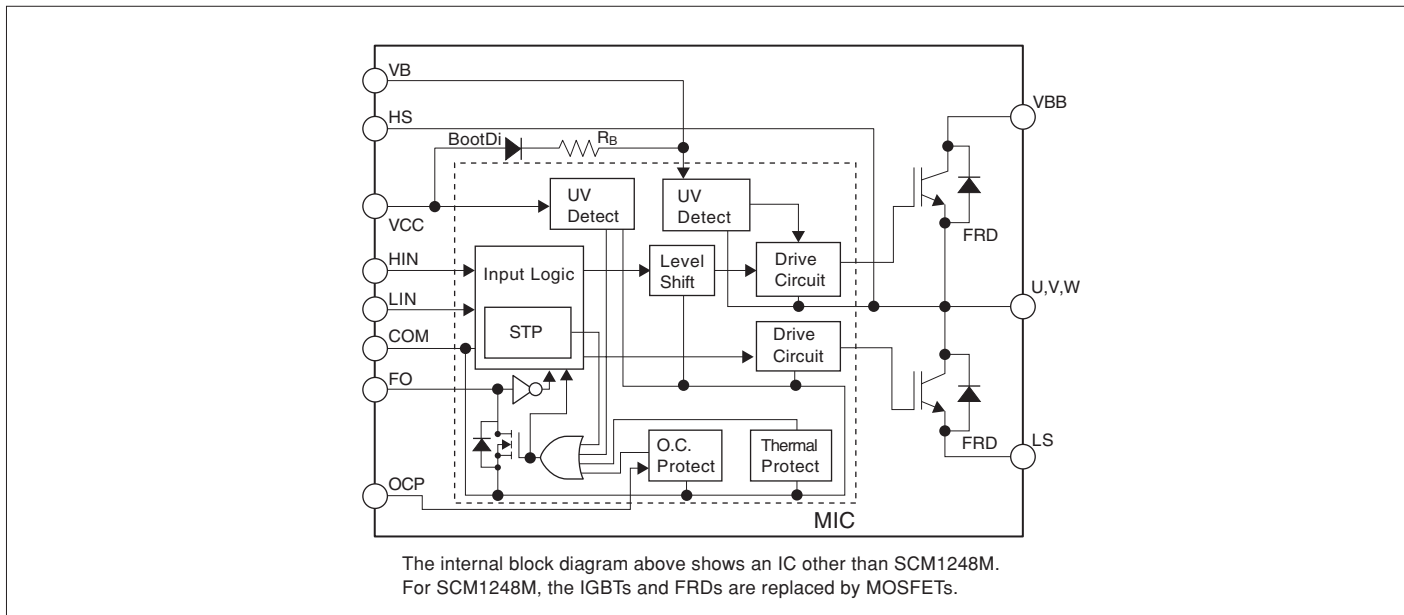 VB
HS
BootDi
RB
VBB
UV
Detect
UV
Detect
VCC
FRD
HIN
Input Logic
Level
Shift
Drive
Circuit
U,V,W
LIN
STP
COM
Drive
Circuit
FO
FRD
LS
O.C.
Protect
Thermal
Protect
OCP
MIC
The internal block diagram above shows an IC other than SCM1248M.
For SCM1248M, the IGBTs and FRDs are replaced by MOSFETs.